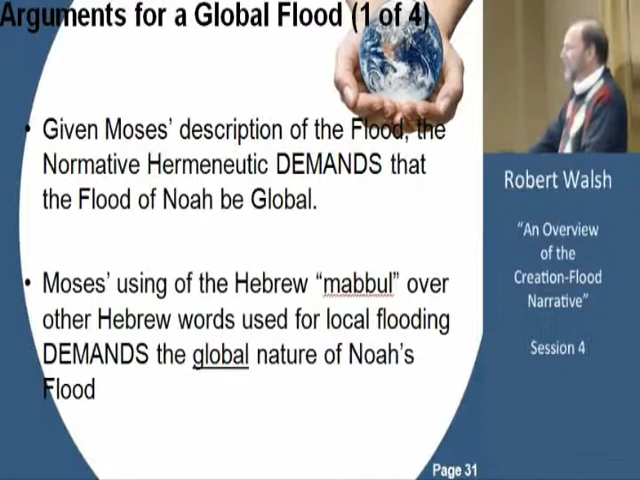 Arguments for a Global Flood (1 of 4)
• Given Moses’ description of the Flood, the
Normative Hermeneutic DEMANDS that
the Flood of Noah be Global.
• Moses’ using of the Hebrew “mabbul” over
other Hebrew words used for local flooding
DEMANDS the global nature of Noah’s
Flood
Page 31
Robert Walsh
“An Overview
of the
Creation-Flood
Narrative”
Session 4